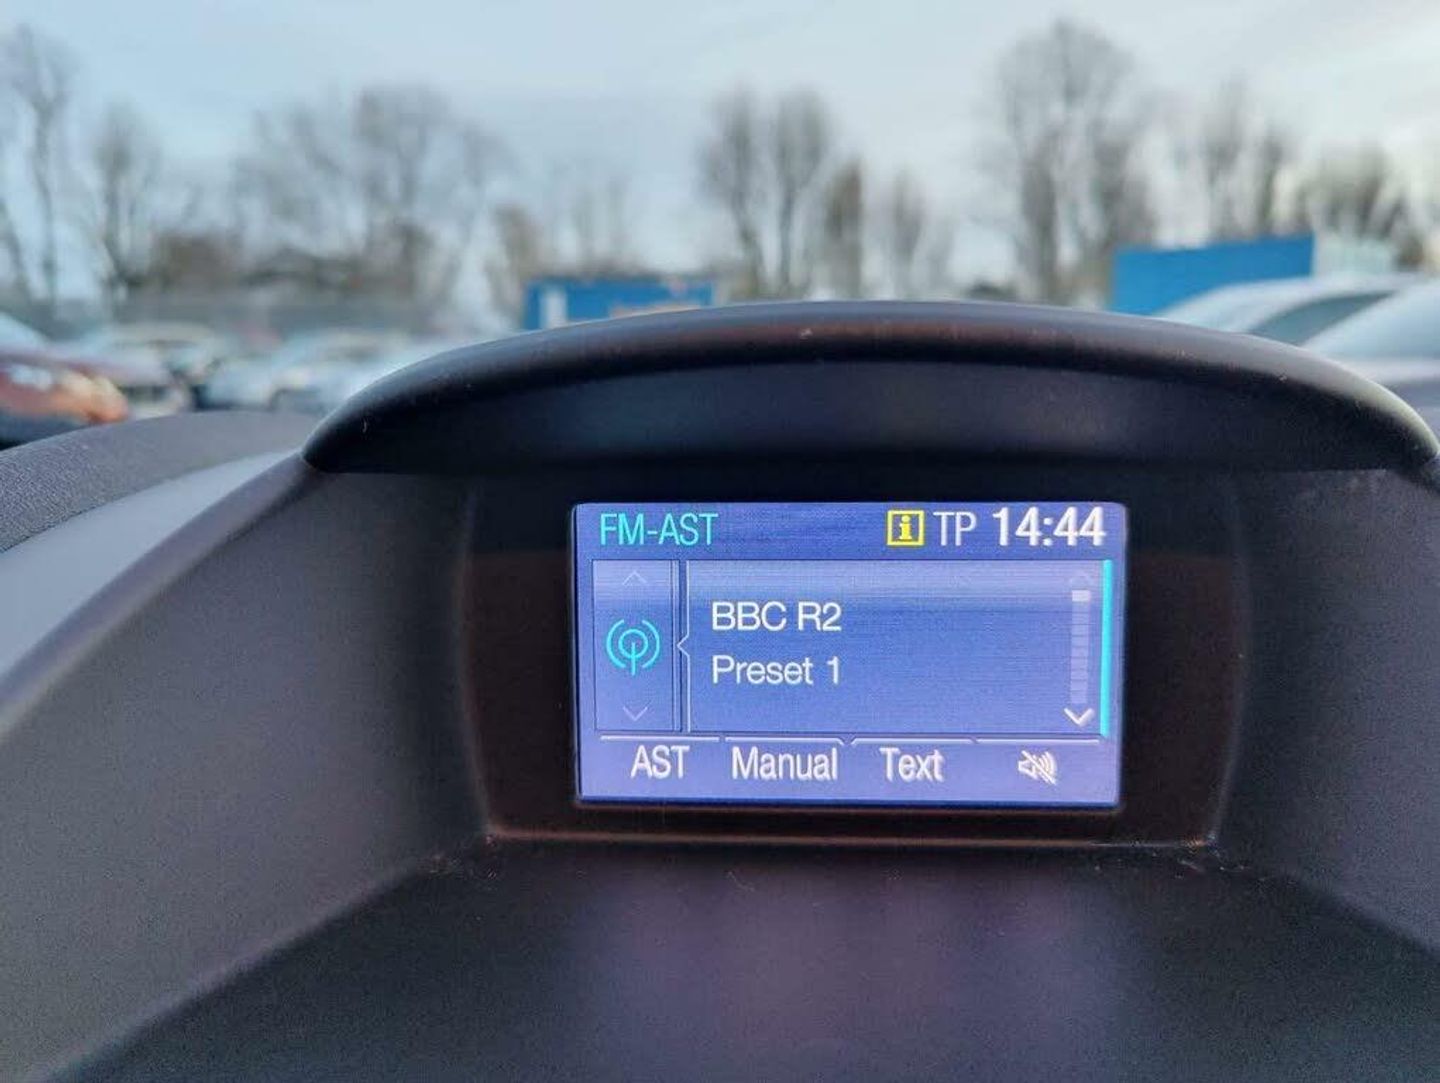 FM-AST i TP 14:44
BBC R2
Preset 1
AST Manual Text